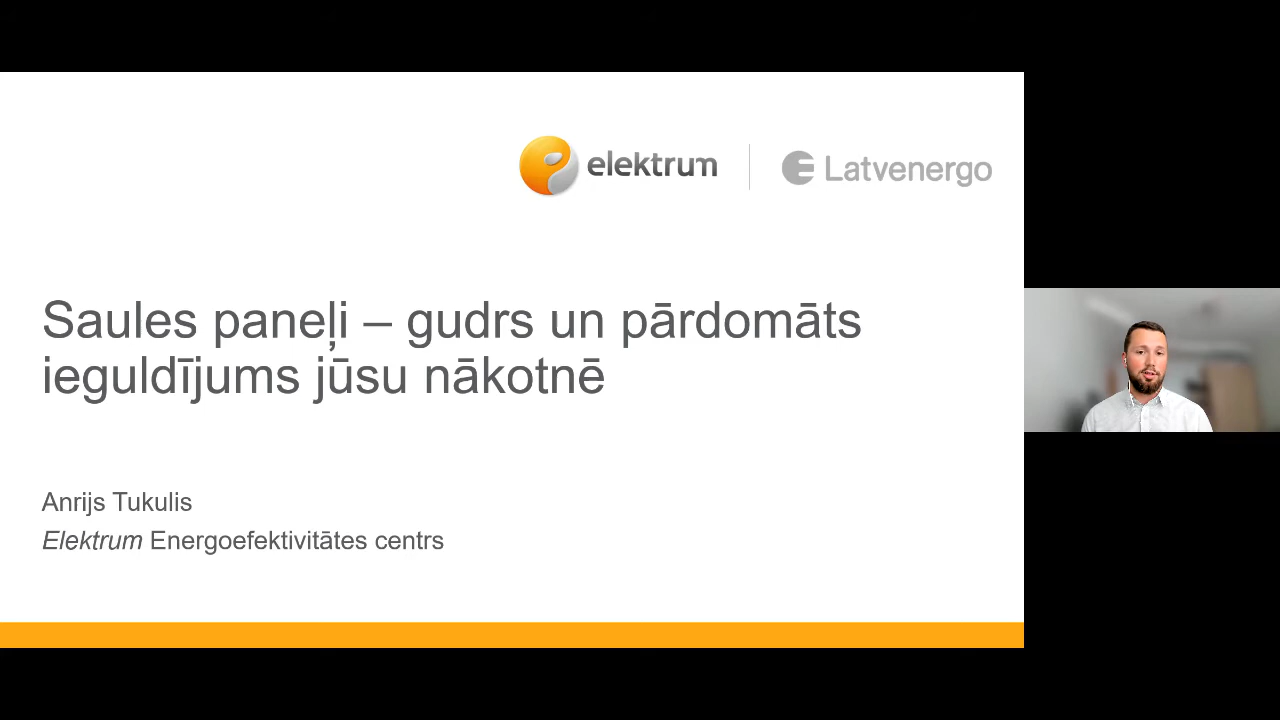 elektrum
Latvenergo
Saules paneļi – gudrs un pārdomāts
ieguldījums jūsu nākotnē
Anrijs Tukulis
Elektrum Energoefektivitātes centrs